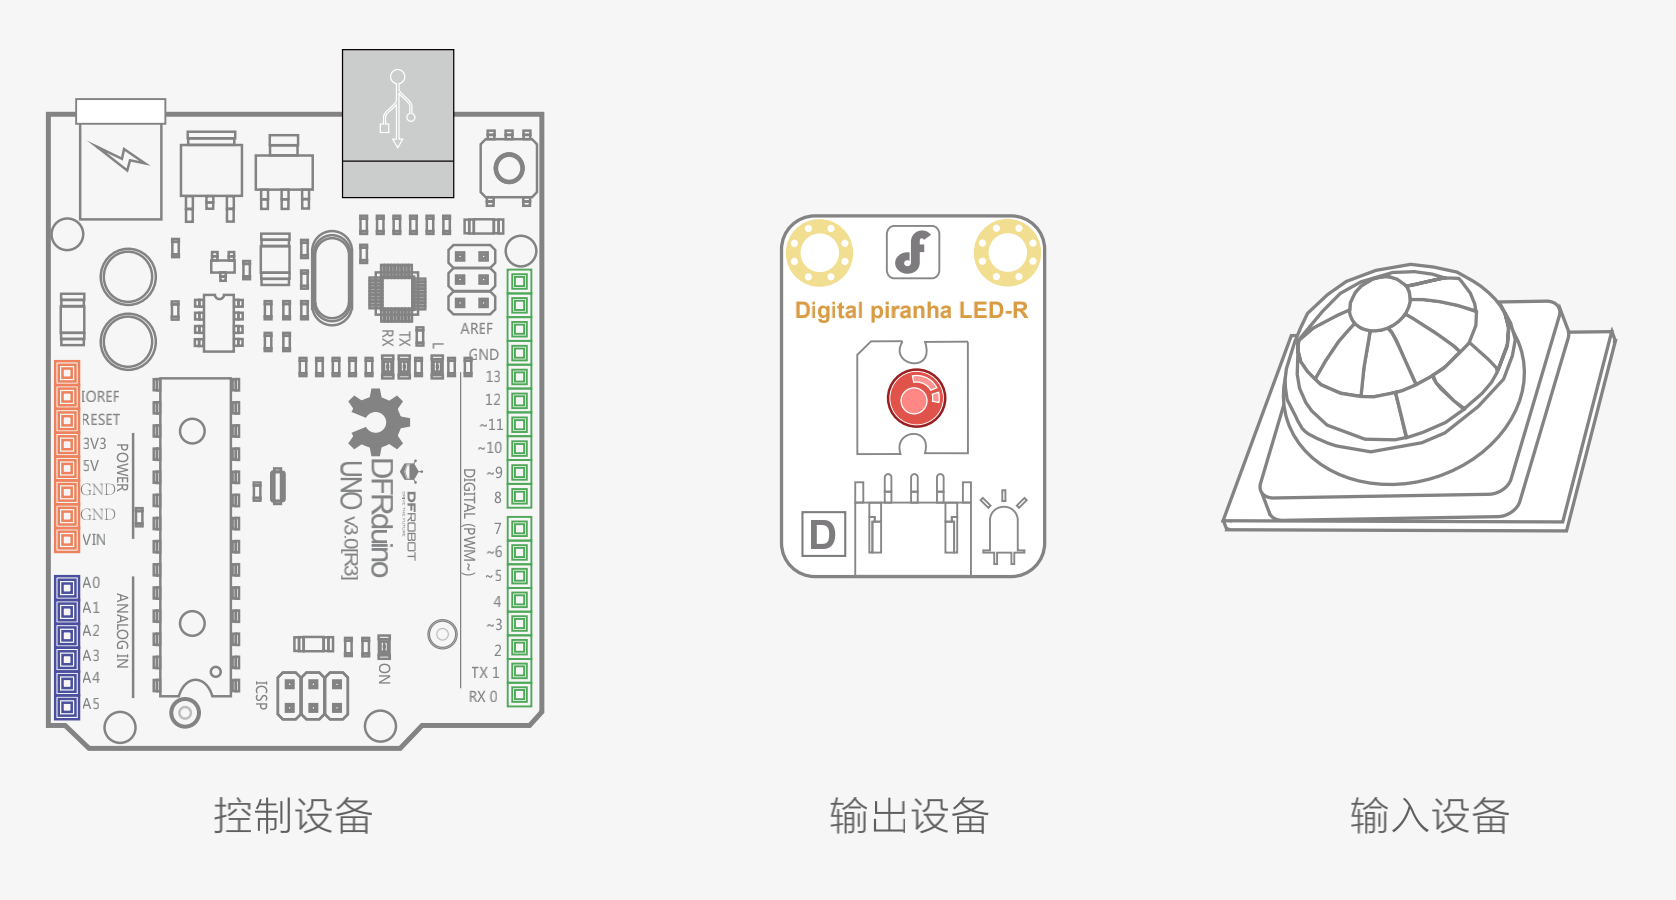 RX
TX
L
AREF
GND
13
12
~11
~10
~9
8
7
~6
~5
4
~3
2
TX 1
RX 0
DIGITAL (PWM~)
IOREF
RESET
3V3
5V
GND
GND
VIN
POWER
A0
A1
A2
A3
A4
A5
ANALOG IN
DFROBOT
DFRduino
UNO v3.0[R3]
ON
ICSP
Digital piranha LED-R
D
控制设备
输出设备
输入设备